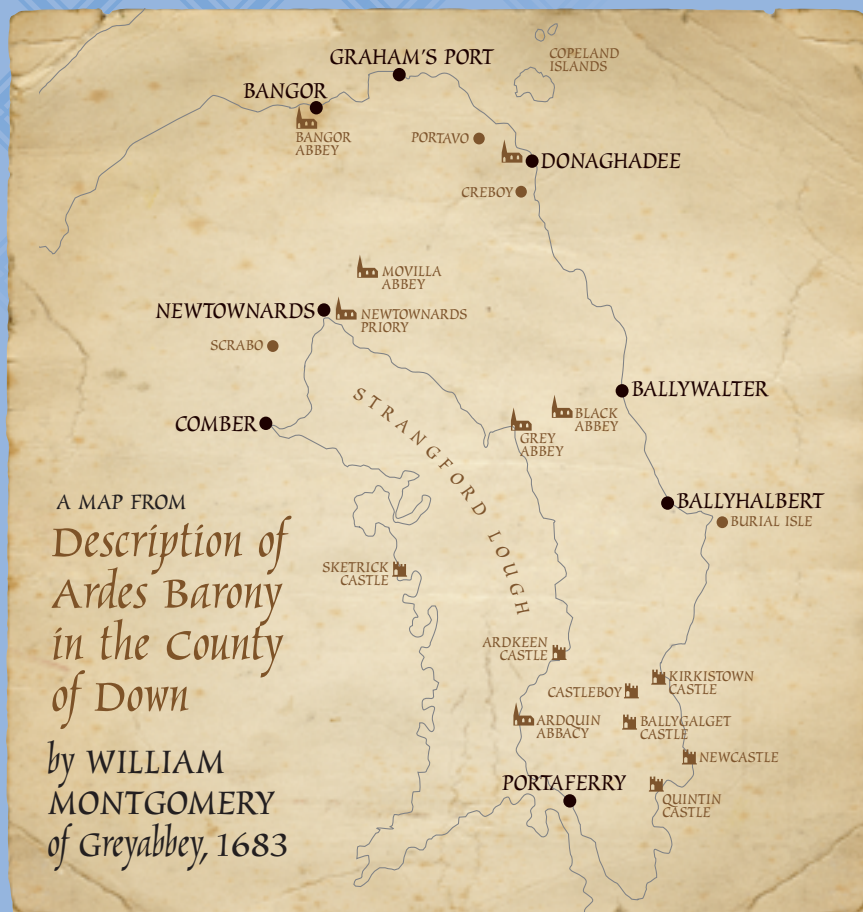 COPELAND
ISLANDS
GRAHAM'S PORT
BANGOR
BANGOR
ABBEY
PORTAVO
DONAGHADEE
CREBOY
MOVILLA
ABBEY
NEWTOWNARDS
NEWTOWNARDS
PRIORY
SCRABO
BALLYWALTER
STRANGFORD LOUGH
BLACK
ABBEY
GREY
ABBEY
COMBER
BALLYHALBERT
BURIAL ISLE
A MAP FROM
Description of
Ardes Barony
in the County
of Down
by WILLIAM
MONTGOMERY
of Greyabbey, 1683
SKETRICK
CASTLE
ARDKEEN
CASTLE
KIRKISTOWN
CASTLE
CASTLEBOY
ARDQUIN
ABBACY
BALLYGALGET
CASTLE
NEWCASTLE
PORTAFERRY
QUINTIN
CASTLE